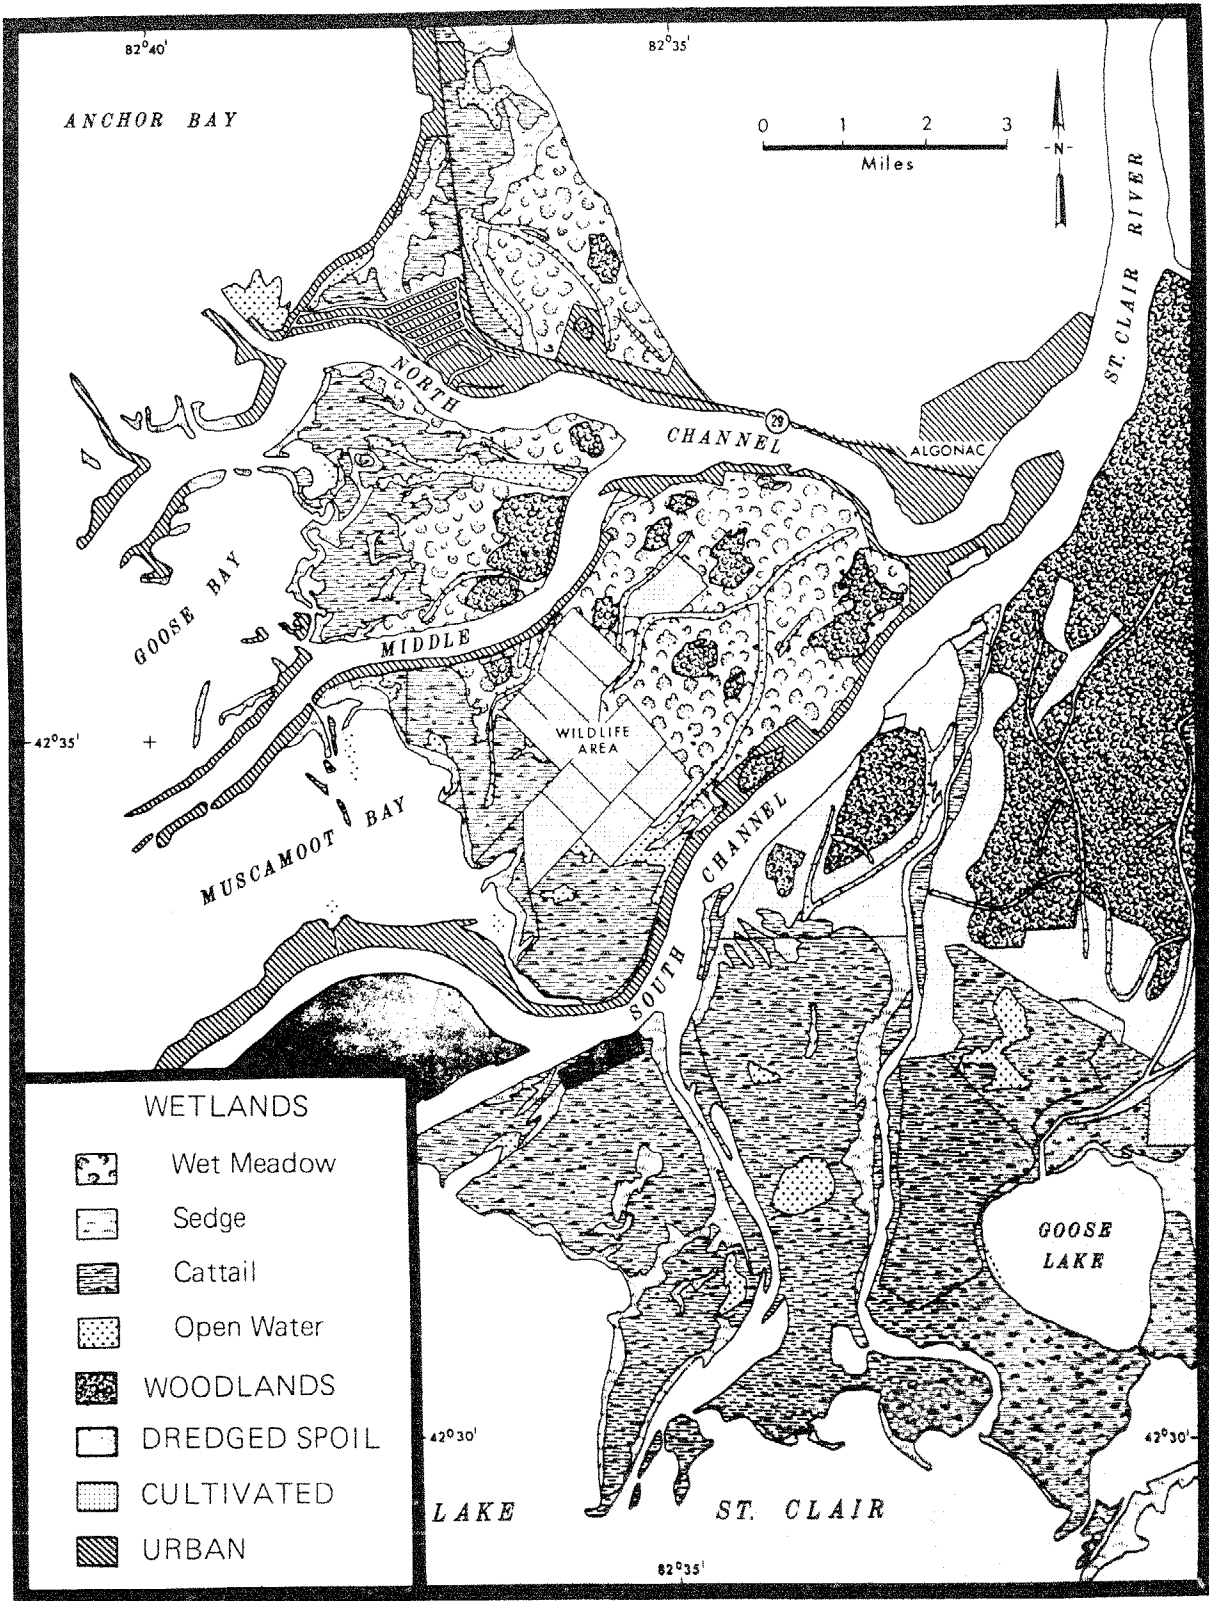 82°40'
82°35'
ANCHOR BAY
0 1 2 3
Miles
-N-
ST. CLAIR RIVER
NORTH
CHANNEL
29
ALGONAC
GOOSE BAY
MIDDLE
42°35'
WILDLIFE
AREA
MUSCAMOOT BAY
SOUTH CHANNEL
WETLANDS
Wet Meadow
Sedge
Cattail
Open Water
WOODLANDS
DREDGED SPOIL
CULTIVATED
URBAN
GOOSE
LAKE
42°30'
42°30'
LAKE ST. CLAIR
82°35'